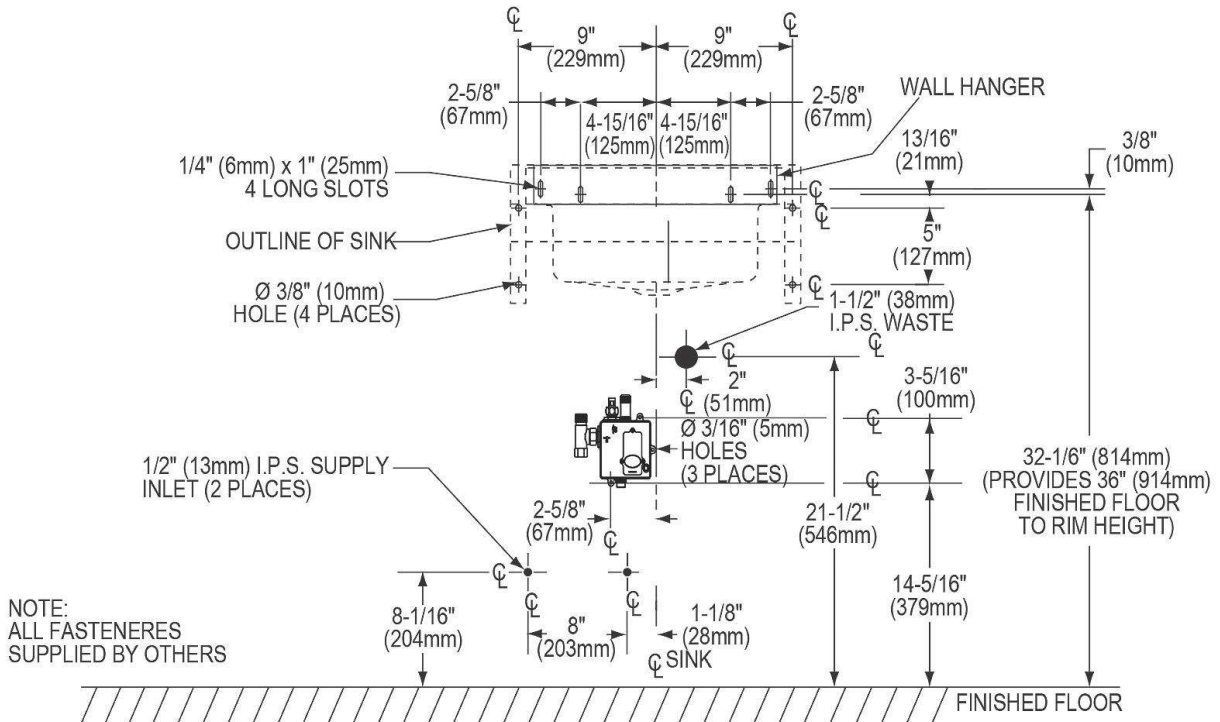 ℄
9"
(229mm)
9"
(229mm)
℄
2-5/8"
(67mm)
4-15/16"
(125mm)
4-15/16"
(125mm)
2-5/8"
(67mm)
WALL HANGER
13/16"
(21mm)
3/8"
(10mm)
1/4" (6mm) x 1" (25mm)
4 LONG SLOTS
℄
℄
OUTLINE OF SINK
5"
(127mm)
Ø 3/8" (10mm)
HOLE (4 PLACES)
℄
1-1/2" (38mm)
I.P.S. WASTE
℄
℄
2"
(51mm)
℄
3-5/16"
(100mm)
℄
Ø 3/16" (5mm)
HOLES
(3 PLACES)
1/2" (13mm) I.P.S. SUPPLY
INLET (2 PLACES)
32-1/6" (814mm)
(PROVIDES 36" (914mm)
FINISHED FLOOR
TO RIM HEIGHT)
℄
2-5/8"
(67mm)
℄
21-1/2"
(546mm)
℄
℄
℄
14-5/16"
(379mm)
NOTE:
ALL FASTENERES
SUPPLIED BY OTHERS
8-1/16"
(204mm)
8"
(203mm)
1-1/8"
(28mm)
℄ SINK
FINISHED FLOOR